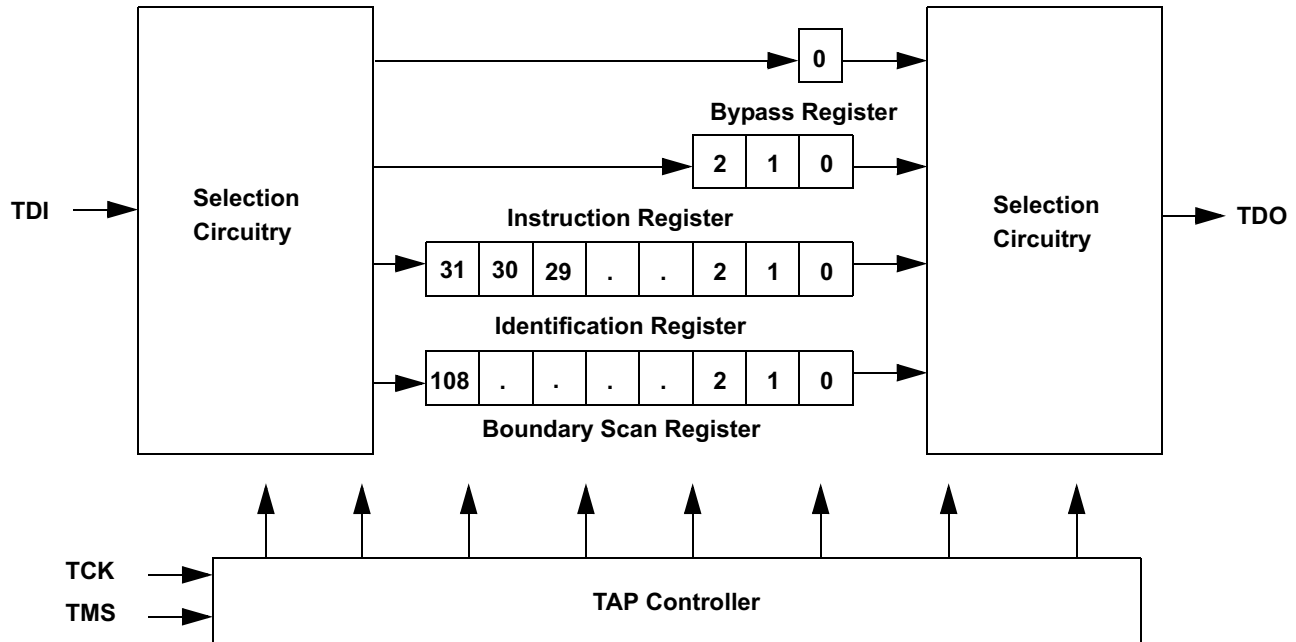 0
Bypass Register
2 1 0
Selection
Circuitry
Selection
Circuitry
TDI
TDO
Instruction Register
31 30 29 . . 2 1 0
Identification Register
108 . . . . 2 1 0
Boundary Scan Register
TCK
TMS
TAP Controller